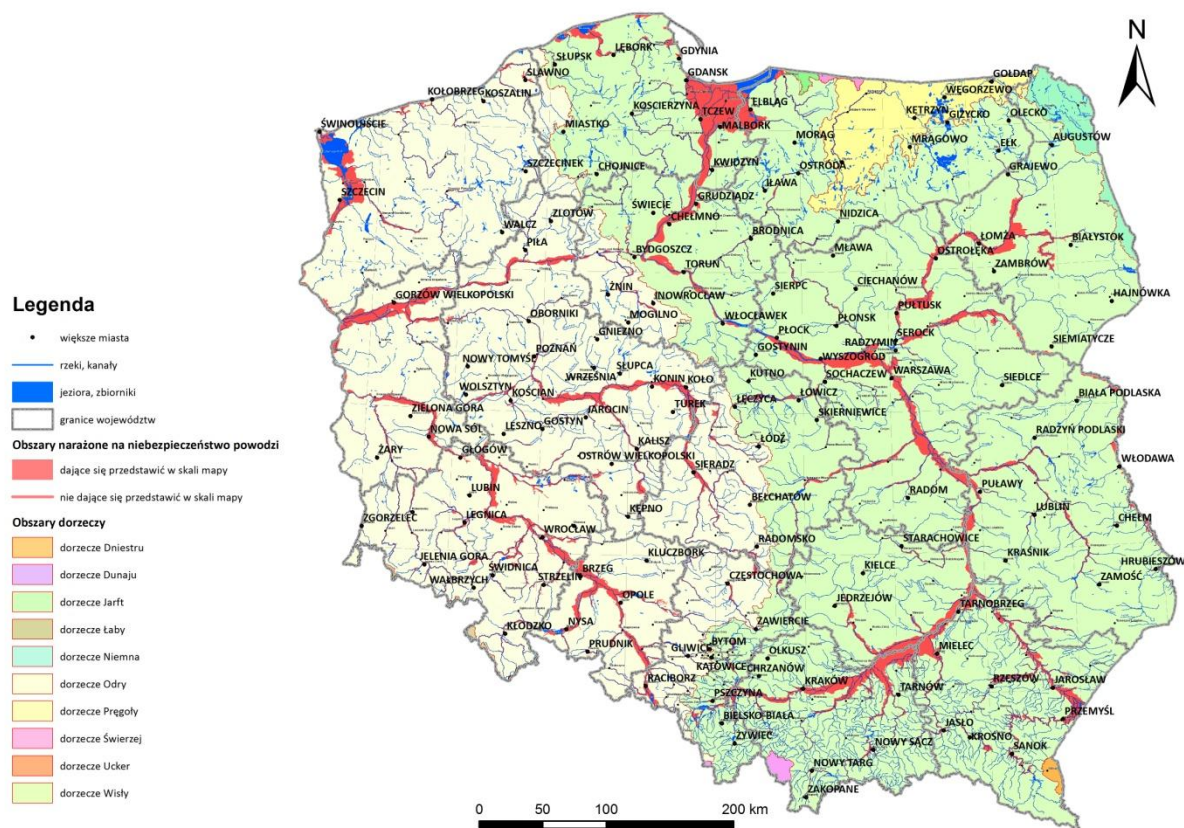 N
LĘBORK
GDYNIA
SŁUPSK
SŁAWNO
GDAŃSK
GOŁDAP
KOŁOBRZEG
KOSZALIN
WĘGORZEWO
KOSCIERZYNA
TCZEW
ELBLĄG
KĘTRZYN
GIŻYCKO
OLECKO
ŚWINOUJŚCIE
MIASTKO
MALBORK
MORĄG
MRĄGOWO
EŁK
AUGUSTÓW
SZCZECINEK
CHOJNICE
KWIDZYŃ
OSTRÓDA
GRAJEWO
SZCZECIN
GRUDZIĄDZ
IŁAWA
ŚWIECIE
CHEŁMNO
NIDZICA
ZŁOTÓW
WAŁCZ
BRODNICA
ŁOMŻA
BIAŁYSTOK
PIŁA
BYDGOSZCZ
MŁAWA
OSTROŁĘKA
TORUŃ
ZAMBRÓW
SIERPC
CIECHANÓW
GORZÓW WIELKOPOLSKI
ŻNIN
INOWROCŁAW
HAJNÓWKA
PUŁTUSK
OBORNIKI
MOGILNO
WŁOCŁAWEK
PŁOŃSK
GNIEZNO
PŁOCK
RADZYMIN
SEROCK
SIEMIATYCZE
POZNAŃ
GOSTYNIN
WYSZOGRÓD
NOWY TOMYŚL
WRZEŚNIA
SŁUPCA
SOCHACZEW
WARSZAWA
WOLSZTYN
KONIN
KOŁO
KUTNO
SIEDLCE
KOŚCIAN
ŁĘCZYCA
ŁOWICZ
BIAŁA PODLASKA
ZIELONA GÓRA
JAROCIN
TUREK
SKIERNIEWICE
LESZNO
GOSTYN
NOWA SÓL
KALISZ
ŁÓDŹ
RADZYŃ PODLASKI
ŻARY
GŁOGÓW
OSTRÓW WIELKOPOLSKI
SIERADZ
WŁODAWA
LUBIN
BEŁCHATÓW
RADOM
PUŁAWY
ZGORZELEC
LEGNICA
KĘPNO
LUBLIN
CHEŁM
WROCŁAW
RADOMSKO
STARACHOWICE
JELENIA GÓRA
KLUCZBORK
KRAŚNIK
ŚWIDNICA
BRZEG
KIELCE
HRUBIESZÓW
WAŁBRZYCH
STRZELIN
CZĘSTOCHOWA
ZAMOŚĆ
OPOLE
JĘDRZEJÓW
TARNOBRZEG
KŁODZKO
NYSA
ZAWIERCIE
PRUDNIK
GLIWICE
BYTOM
OLKUSZ
MIELEC
KATOWICE
CHRZANÓW
RACIBÓRZ
KRAKÓW
TARNÓW
RZESZÓW
JAROSŁAW
PSZCZYNA
PRZEMYŚL
BIELSKO-BIAŁA
JASŁO
KROSNO
ŻYWIEC
NOWY SĄCZ
SANOK
NOWY TARG
ZAKOPANE
Legenda
większe miasta
rzeki, kanały
jeziora, zbiorniki
granice województw
Obszary narażone na niebezpieczeństwo powodzi
dające się przedstawić w skali mapy
nie dające się przedstawić w skali mapy
Obszary dorzeczy
dorzecze Dniestru
dorzecze Dunaju
dorzecze Jarft
dorzecze Łaby
dorzecze Niemna
dorzecze Odry
dorzecze Pręgoły
dorzecze Świerzej
dorzecze Ucker
dorzecze Wisły
0 50 100 200 km